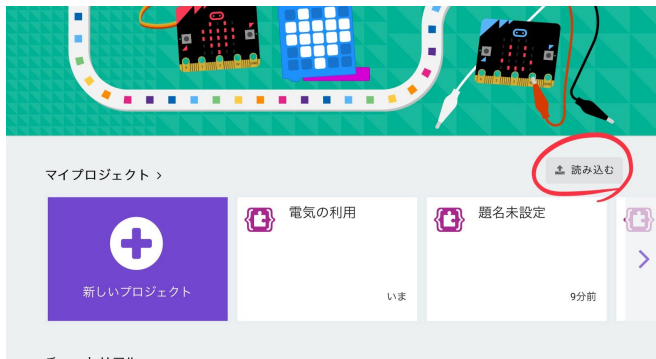 マイプロジェクト >
読み込む
新しいプロジェクト
電気の利用
いま
題名未設定
9分前